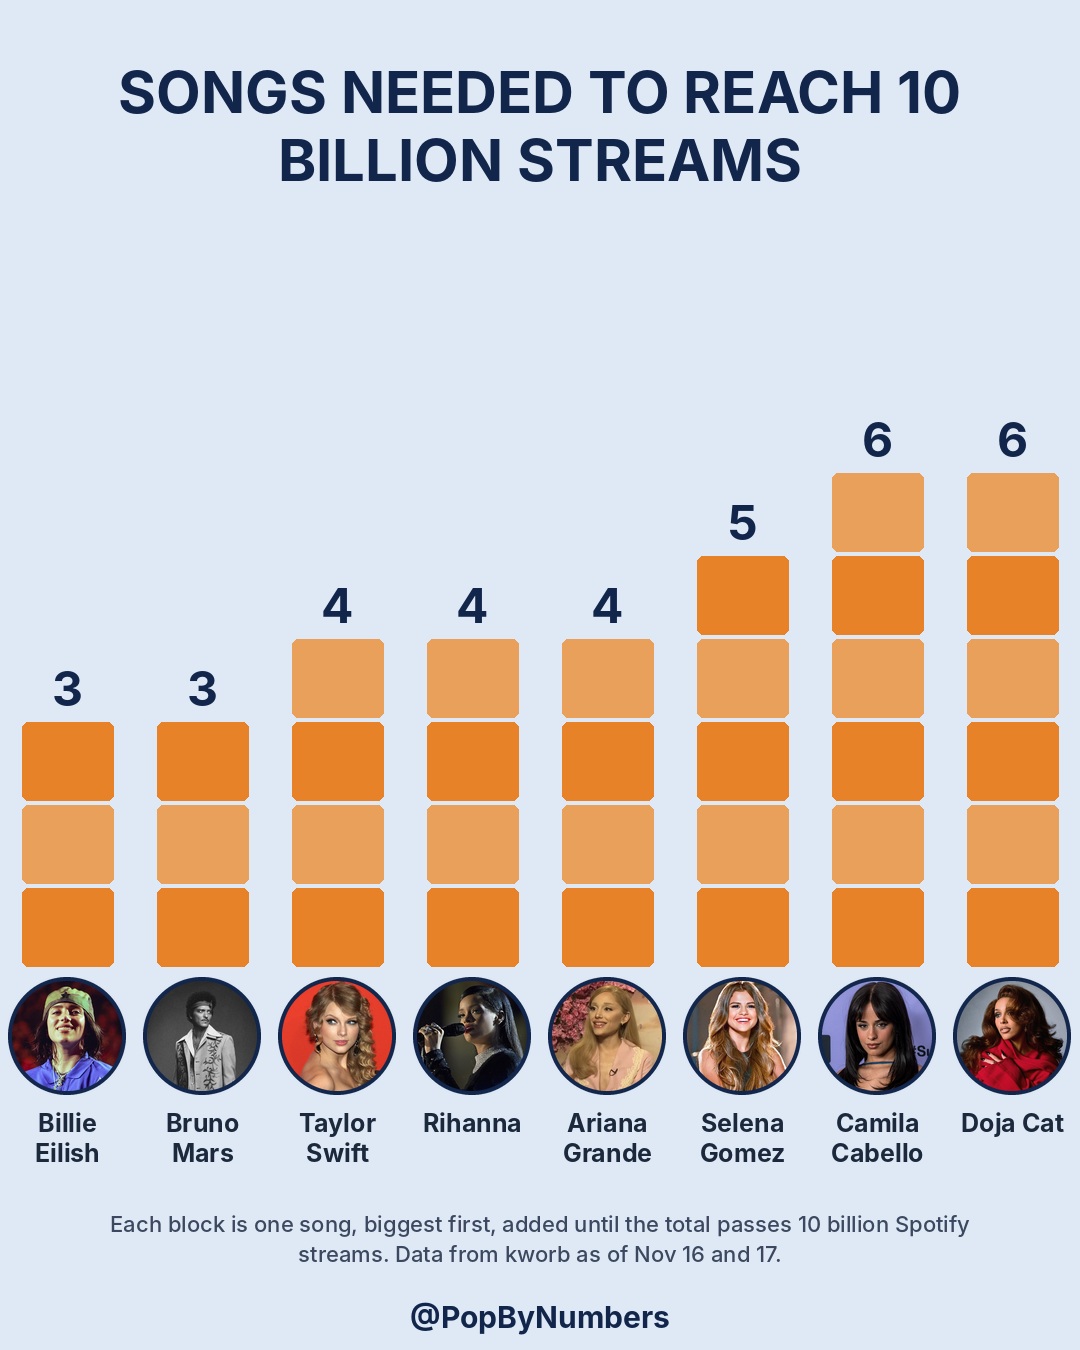 SONGS NEEDED TO REACH 10
BILLION STREAMS
6 6
5
4 4 4
3 3
Billie
Eilish
Bruno
Mars
Taylor
Swift
Rihanna
Ariana
Grande
Selena
Gomez
Camila
Cabello
Doja Cat
Each block is one song, biggest first, added until the total passes 10 billion Spotify
streams. Data from kworb as of Nov 16 and 17.
@PopByNumbers